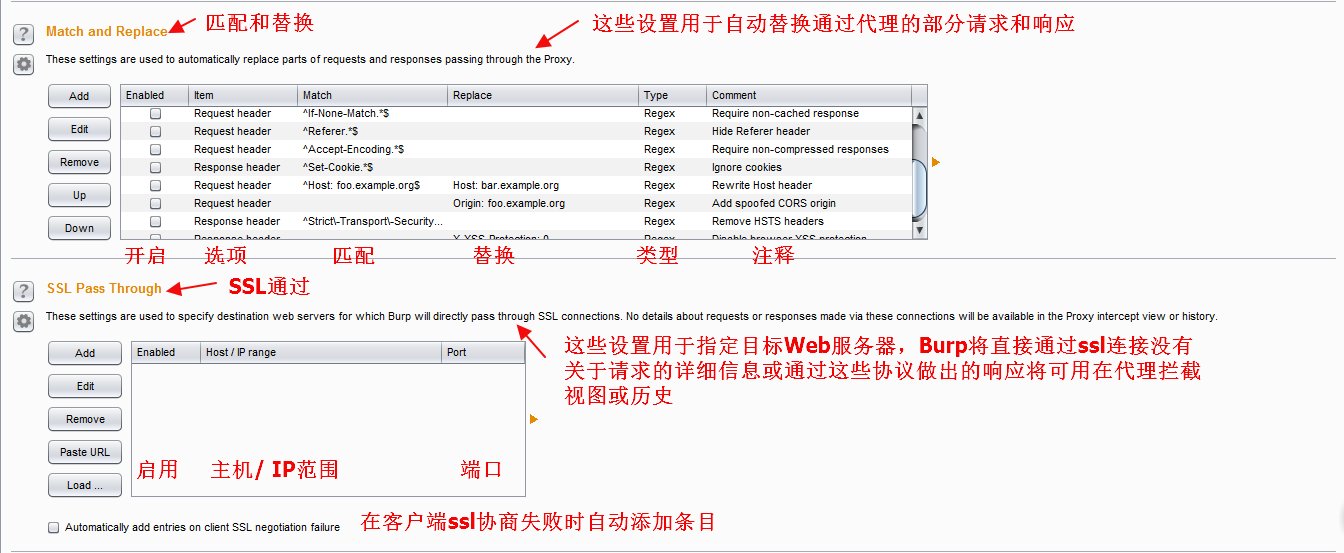 Match and Replace 匹配和替换 这些设置用于自动替换通过代理的部分请求和响应
These settings are used to automatically replace parts of requests and responses passing through the Proxy.
Add Enabled Item Match Replace Type Comment
Request header ^If-None-Match.*$ Regex Require non-cached response
Edit Request header ^Referer.*$ Regex Hide Referer header
Request header ^Accept-Encoding.*$ Regex Require non-compressed responses
Remove Response header ^Set-Cookie.*$ Regex Ignore cookies
Request header ^Host: foo.example.org$ Host: bar.example.org Regex Rewrite Host header
Up Request header Origin: foo.example.org Regex Add spoofed CORS origin
Down Response header ^Strict\-Transport\-Security... Regex Remove HSTS headers
Response header X-XSS-Protection: 0 Regex Disable browser XSS protection
开启 选项 匹配 替换 类型 注释
SSL Pass Through SSL通过
These settings are used to specify destination web servers for which Burp will directly pass through SSL connections. No details about requests or responses made via these connections will be available in the Proxy intercept view or history.
Add Enabled Host / IP range Port
这些设置用于指定目标Web服务器，Burp将直接通过ssl连接没有
关于请求的详细信息或通过这些协议做出的响应将可用在代理拦截
视图或历史
Edit
Remove
Paste URL
启用 主机/ IP范围 端口
Load ...
Automatically add entries on client SSL negotiation failure 在客户端ssl协商失败时自动添加条目